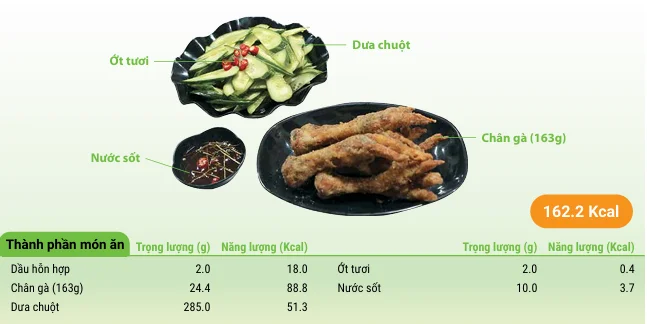 Dưa chuột
Ớt tươi
Chân gà (163g)
Nước sốt
162.2 Kcal
Thành phần món ăn Trọng lượng (g) Năng lượng (Kcal) Trọng lượng (g) Năng lượng (Kcal)
Dầu hỗn hợp 2.0 18.0 Ớt tươi 2.0 0.4
Chân gà (163g) 24.4 88.8 Nước sốt 10.0 3.7
Dưa chuột 285.0 51.3